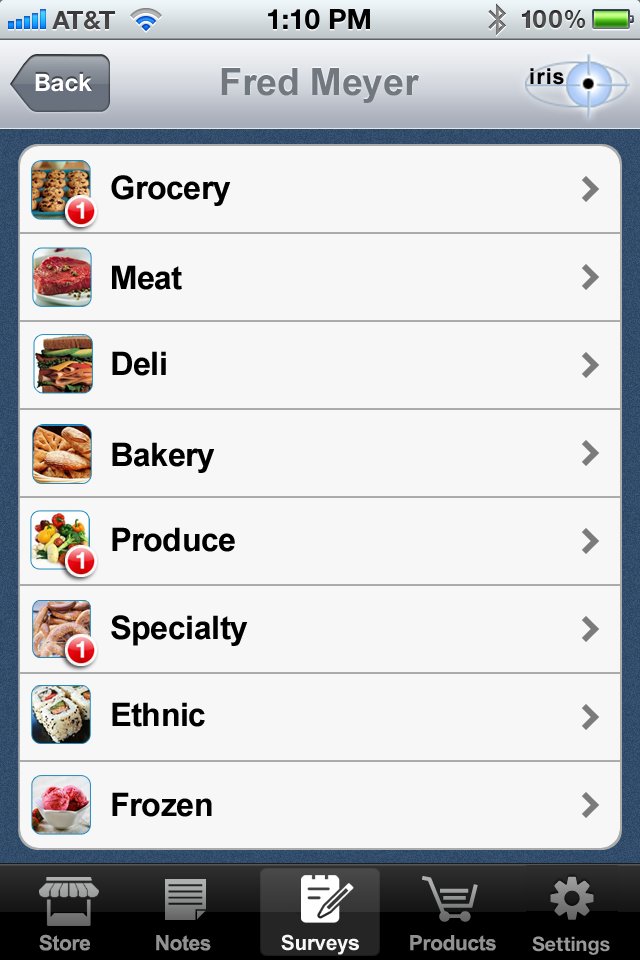 AT&T 1:10 PM 100%
Back Fred Meyer iris
Grocery
1
Meat
Deli
Bakery
Produce
1
Specialty
1
Ethnic
Frozen
Store Notes Surveys Products Settings